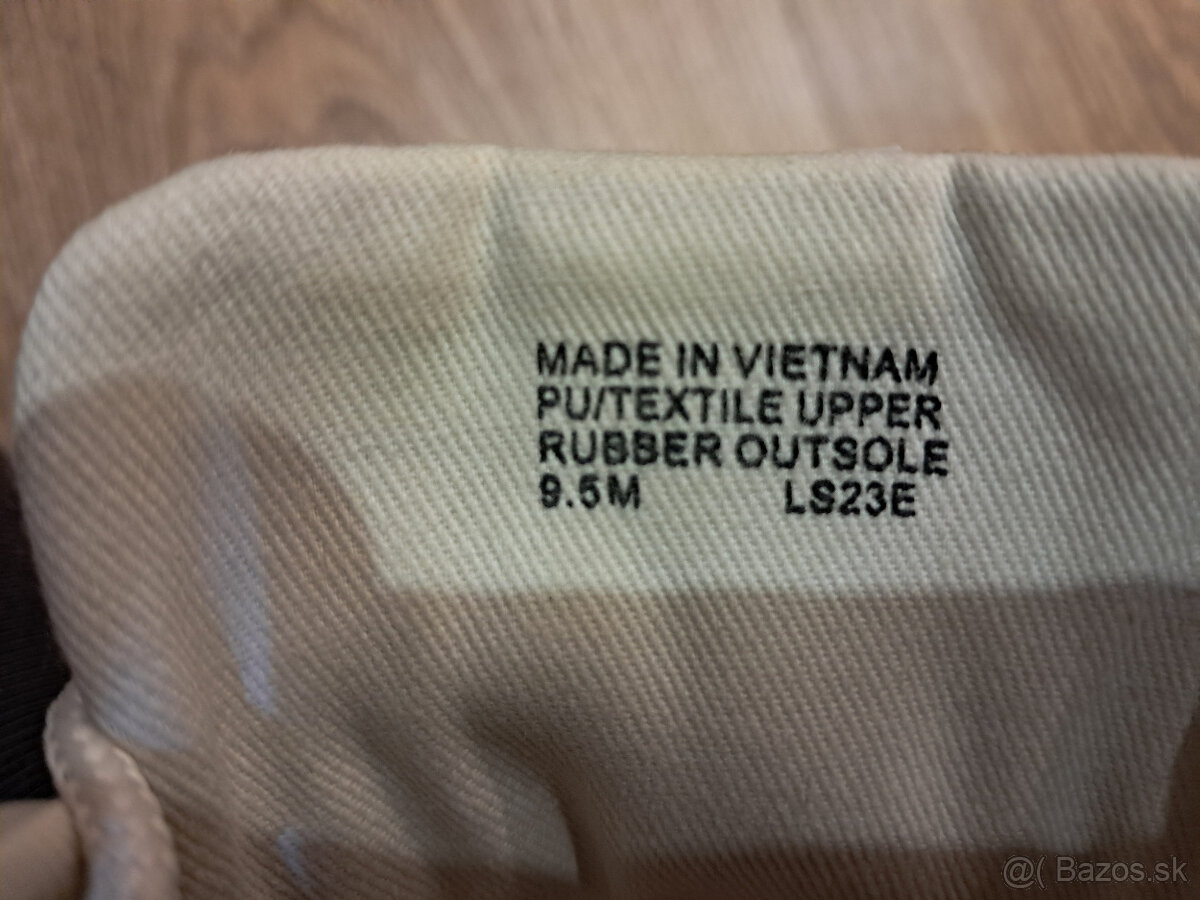 MADE IN VIETNAM
PU/TEXTILE UPPER
RUBBER OUTSOLE
9.5M LS23E
@( Bazos.sk